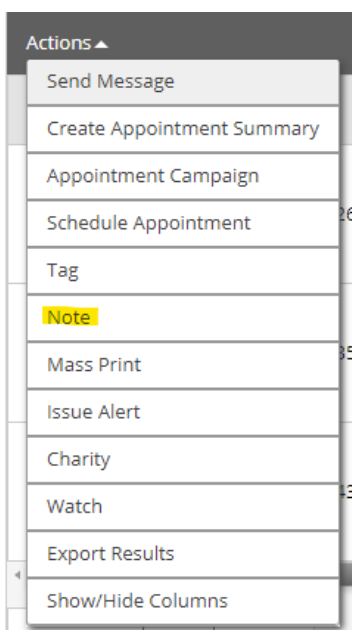 Actions▲
Send Message
Create Appointment Summary
Appointment Campaign
Schedule Appointment
Tag
Note
Mass Print
Issue Alert
Charity
Watch
Export Results
Show/Hide Columns